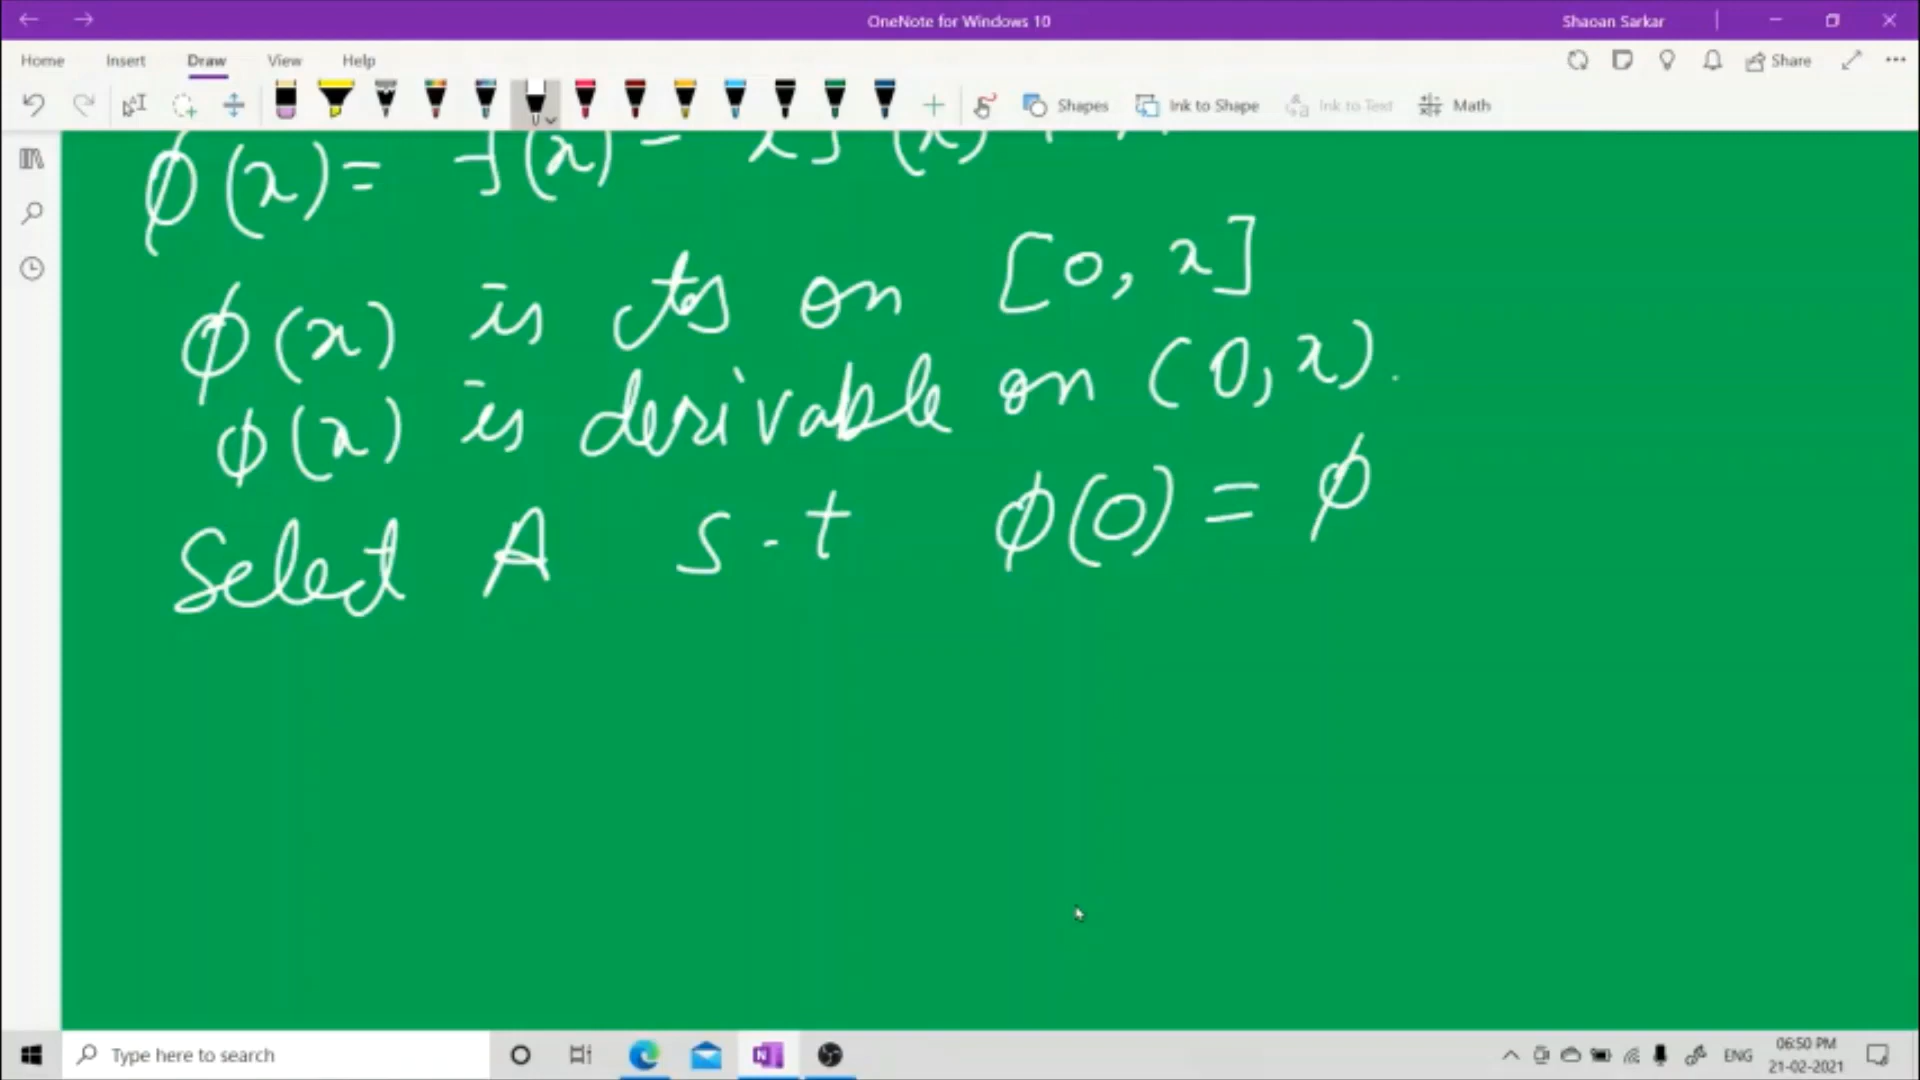 OneNote for Windows 10
Shaoan Sarkar
Home Insert Draw View Help
Share
Shapes Ink to Shape Ink to Text Math
ϕ(x) = f(x) -
ϕ(x) is cts on [0, x]
ϕ(x) is derivable on (0, x).
Select A s.t ϕ(0) = ϕ
Type here to search
ENG
06:50 PM
21-02-2021